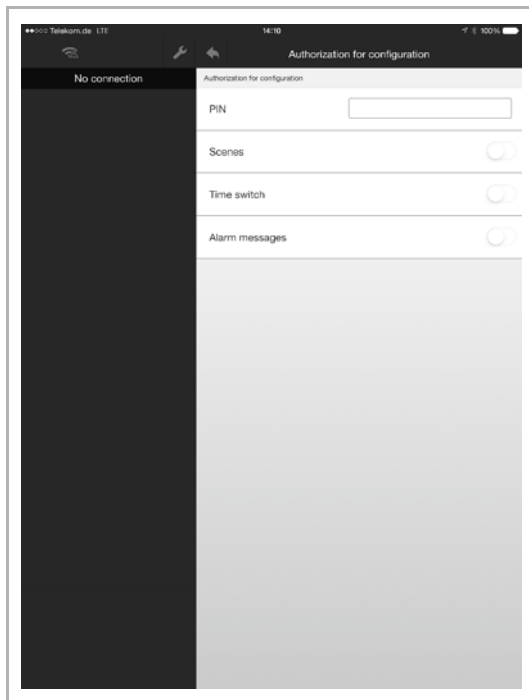 Telekom.de LTE 14:10 100%
Authorization for configuration
No connection
Authorization for configuration
PIN
Scenes
Time switch
Alarm messages